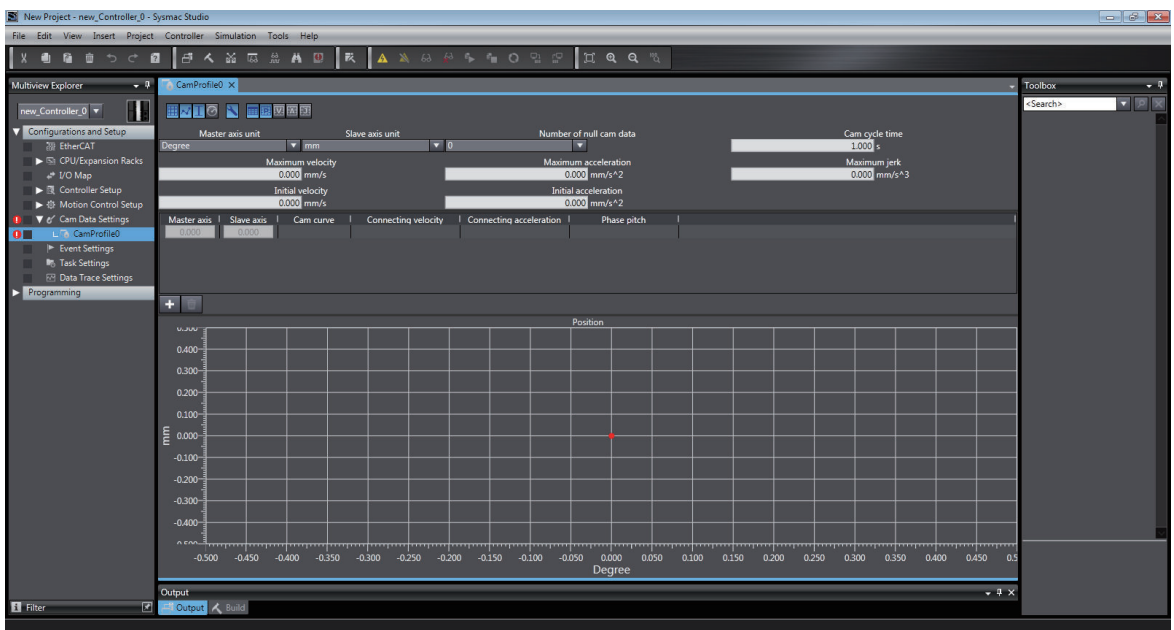 New Project - new_Controller_0 - Sysmac Studio
File Edit View Insert Project Controller Simulation Tools Help
Multiview Explorer
new_Controller_0
Configurations and Setup
EtherCAT
CPU/Expansion Racks
I/O Map
Controller Setup
Motion Control Setup
Cam Data Settings
CamProfile0
Event Settings
Task Settings
Data Trace Settings
Programming
Filter
CamProfile0 X
Master axis unit Slave axis unit Number of null cam data Cam cycle time
Degree mm 0 1.000 s
Maximum velocity Maximum acceleration Maximum jerk
0.000 mm/s 0.000 mm/s^2 0.000 mm/s^3
Initial velocity Initial acceleration
0.000 mm/s 0.000 mm/s^2
Master axis Slave axis Cam curve Connecting velocity Connecting acceleration Phase pitch
0.000 0.000
Position
0.500
0.400
0.300
0.200
0.100
0.000
-0.100
-0.200
-0.300
-0.400
-0.500
mm
-0.500 -0.450 -0.400 -0.350 -0.300 -0.250 -0.200 -0.150 -0.100 -0.050 0.000 0.050 0.100 0.150 0.200 0.250 0.300 0.350 0.400 0.450 0.5
Degree
Output
Output Build
Toolbox
<Search>